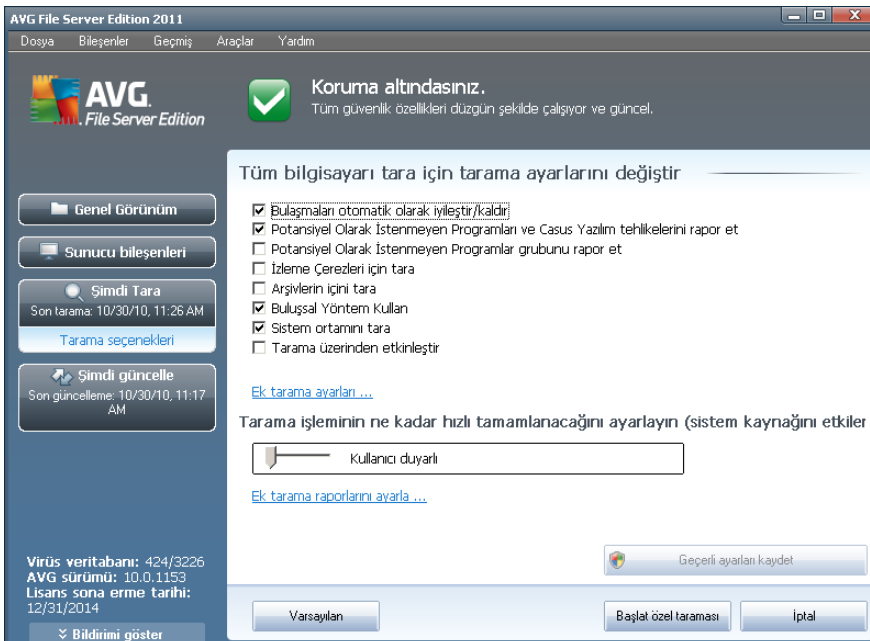 AVG File Server Edition 2011
Dosya Bileşenler Geçmiş Araçlar Yardım
AVG.
File Server Edition
Koruma altındasınız.
Tüm güvenlik özellikleri düzgün şekilde çalışıyor ve güncel.
Genel Görünüm
Sunucu bileşenleri
Şimdi Tara
Son tarama: 10/30/10, 11:26 AM
Tarama seçenekleri
Şimdi güncelle
Son güncelleme: 10/30/10, 11:17
AM
Virüs veritabanı: 424/3226
AVG sürümü: 10.0.1153
Lisans sona erme tarihi:
12/31/2014
Bildirimi göster
Tüm bilgisayarı tara için tarama ayarlarını değiştir
Bulaşmaları otomatik olarak iyileştir/kaldır
Potansiyel Olarak İstenmeyen Programları ve Casus Yazılım tehlikelerini rapor et
Potansiyel Olarak İstenmeyen Programlar grubunu rapor et
İzleme Çerezleri için tara
Arşivlerin içini tara
Buluşsal Yöntem Kullan
Sistem ortamını tara
Tarama üzerinden etkinleştir
Ek tarama ayarları ...
Tarama işleminin ne kadar hızlı tamamlanacağını ayarlayın (sistem kaynağını etkiler
Kullanıcı duyarlı
Ek tarama raporlarını ayarla ...
Geçerli ayarları kaydet
Varsayılan
Başlat özel taraması
İptal